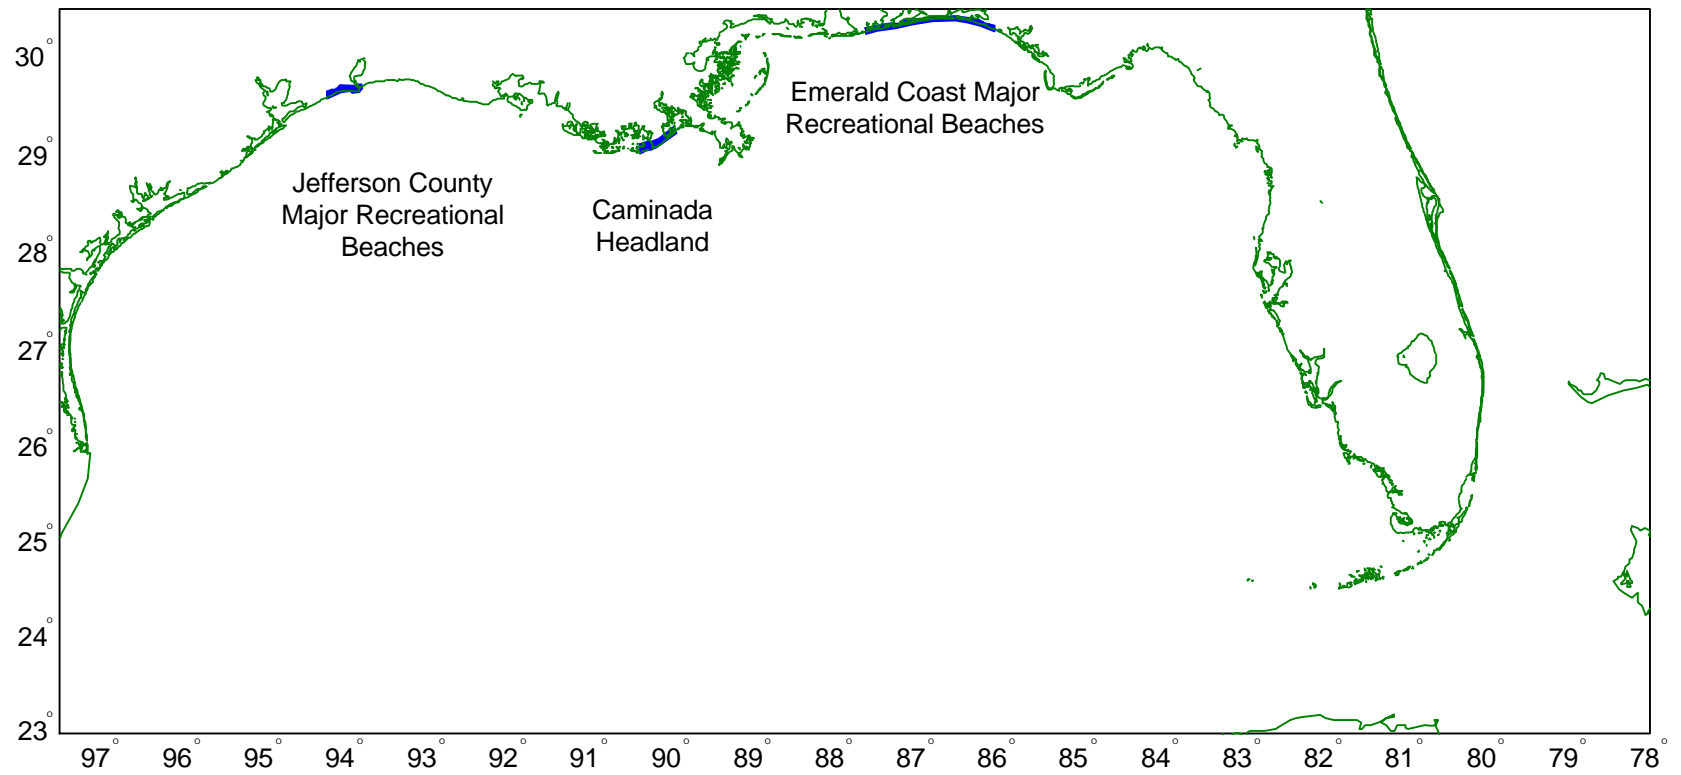 30°
Emerald Coast Major
Recreational Beaches
29°
Jefferson County
Major Recreational
Beaches
Caminada
Headland
28°
27°
26°
25°
24°
23°
97° 96° 95° 94° 93° 92° 91° 90° 89° 88° 87° 86° 85° 84° 83° 82° 81° 80° 79° 78°